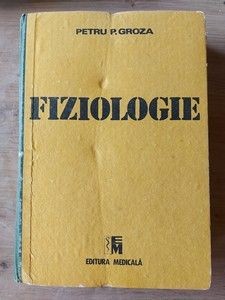 PETRU P. GROZA
FIZIOLOGIE
EM
EDITURA MEDICALĂ